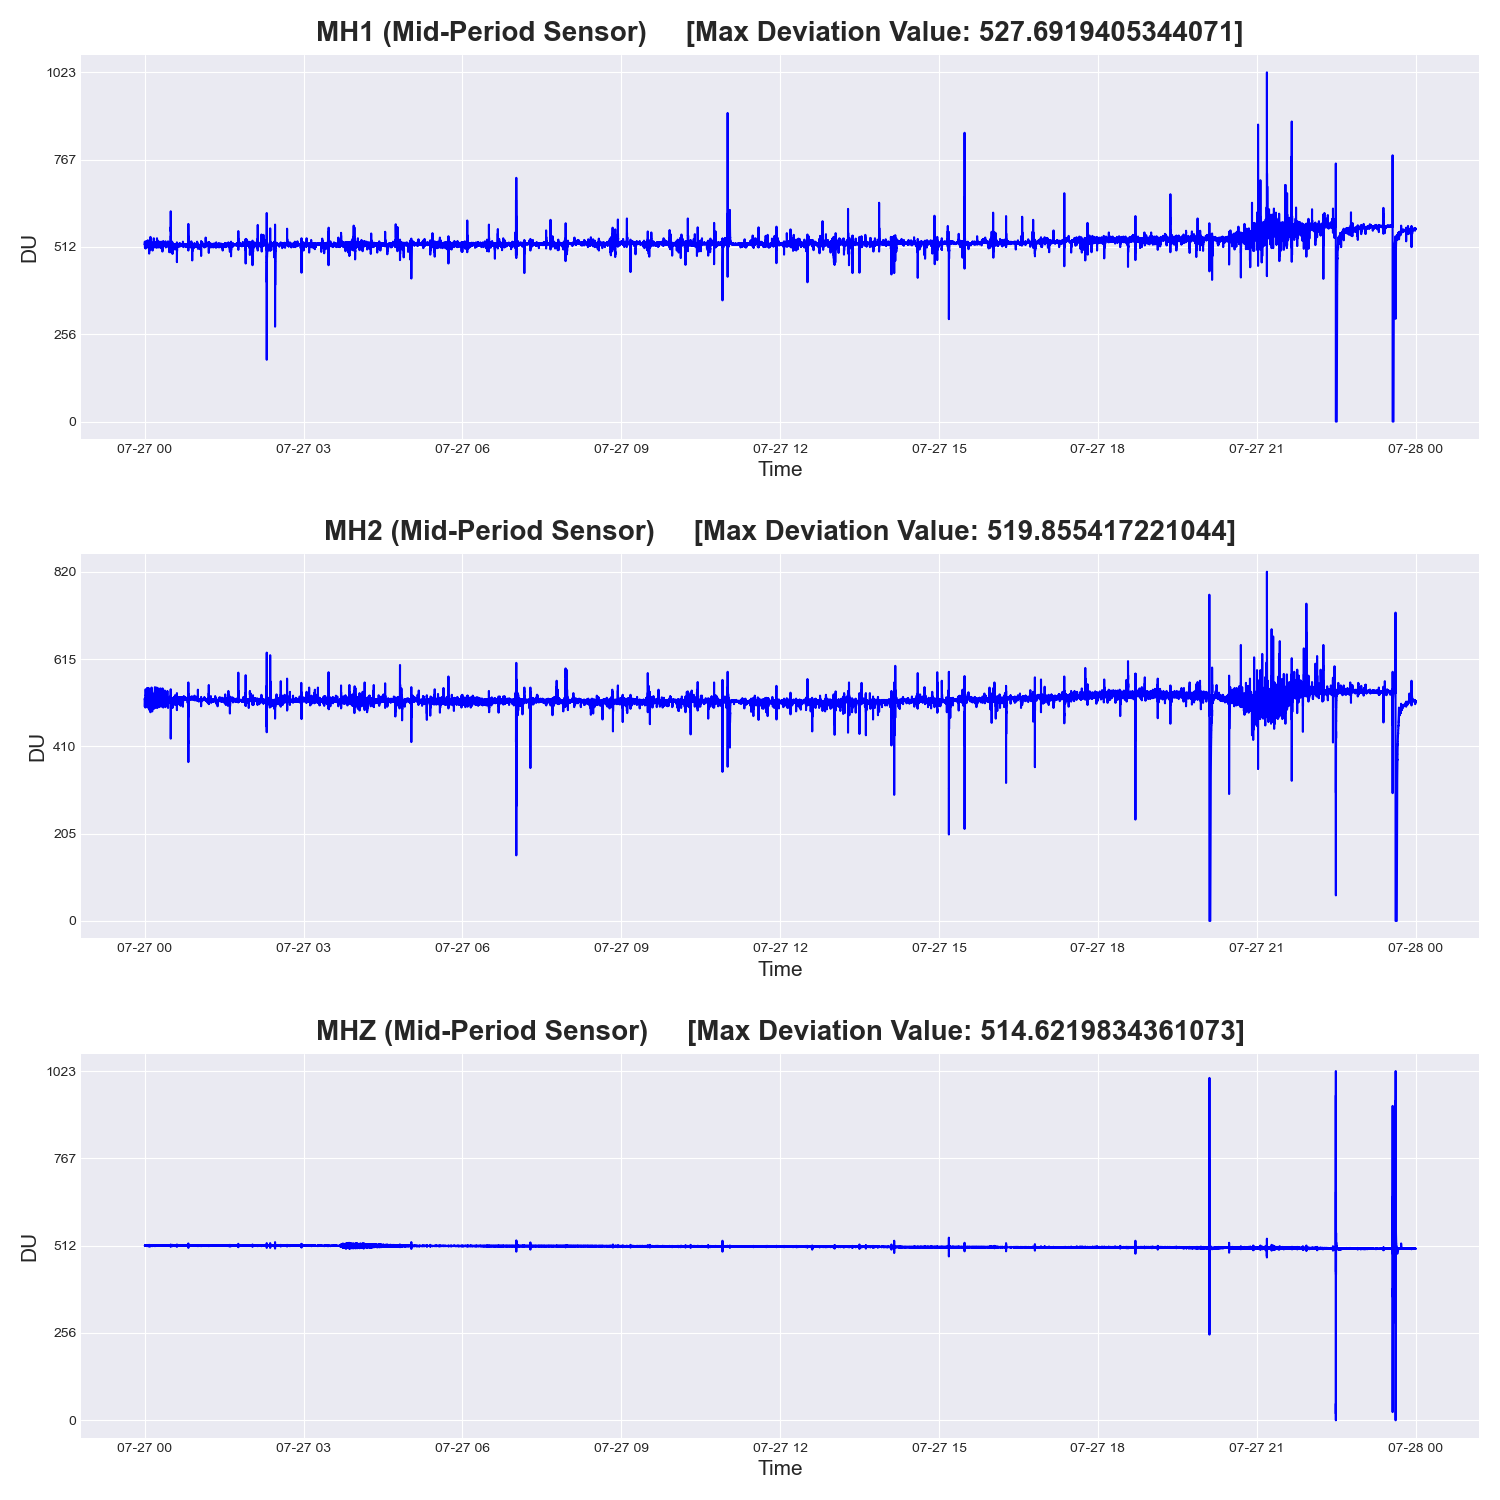 MH1 (Mid-Period Sensor) [Max Deviation Value: 527.6919405344071]
1023
767
512
256
0
DU
07-27 00 07-27 03 07-27 06 07-27 09 07-27 12 07-27 15 07-27 18 07-27 21 07-28 00
Time
MH2 (Mid-Period Sensor) [Max Deviation Value: 519.855417221044]
820
615
410
205
0
DU
07-27 00 07-27 03 07-27 06 07-27 09 07-27 12 07-27 15 07-27 18 07-27 21 07-28 00
Time
MHZ (Mid-Period Sensor) [Max Deviation Value: 514.6219834361073]
1023
767
512
256
0
DU
07-27 00 07-27 03 07-27 06 07-27 09 07-27 12 07-27 15 07-27 18 07-27 21 07-28 00
Time